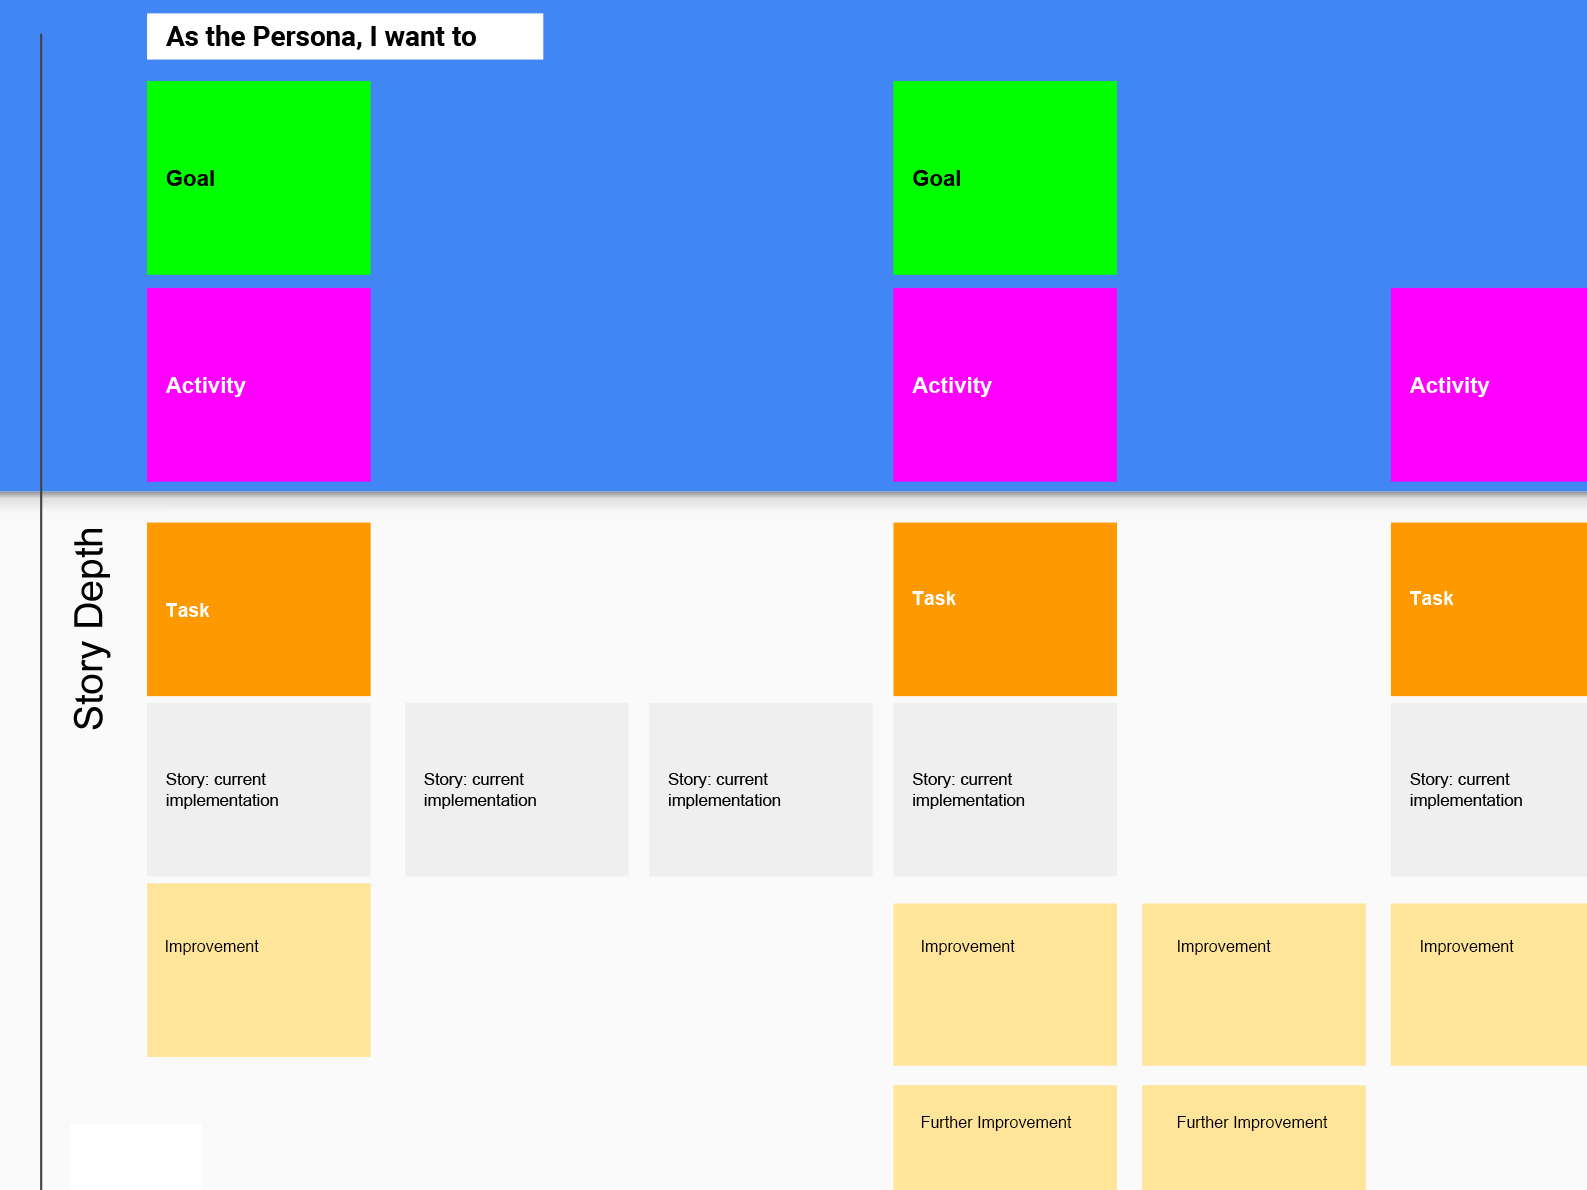 As the Persona, I want to
Goal
Goal
Activity
Activity
Activity
Story Depth
Task
Task
Task
Story: current
implementation
Story: current
implementation
Story: current
implementation
Story: current
implementation
Story: current
implementation
Improvement
Improvement
Improvement
Improvement
Further Improvement
Further Improvement